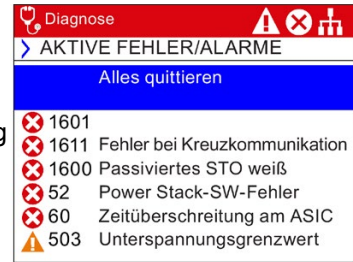 Diagnose
AKTIVE FEHLER/ALARME
Alles quittieren
1601
g
1611 Fehler bei Kreuzkommunikation
1600 Passiviertes STO weiß
52 Power Stack-SW-Fehler
60 Zeitüberschreitung am ASIC
503 Unterspannungsgrenzwert